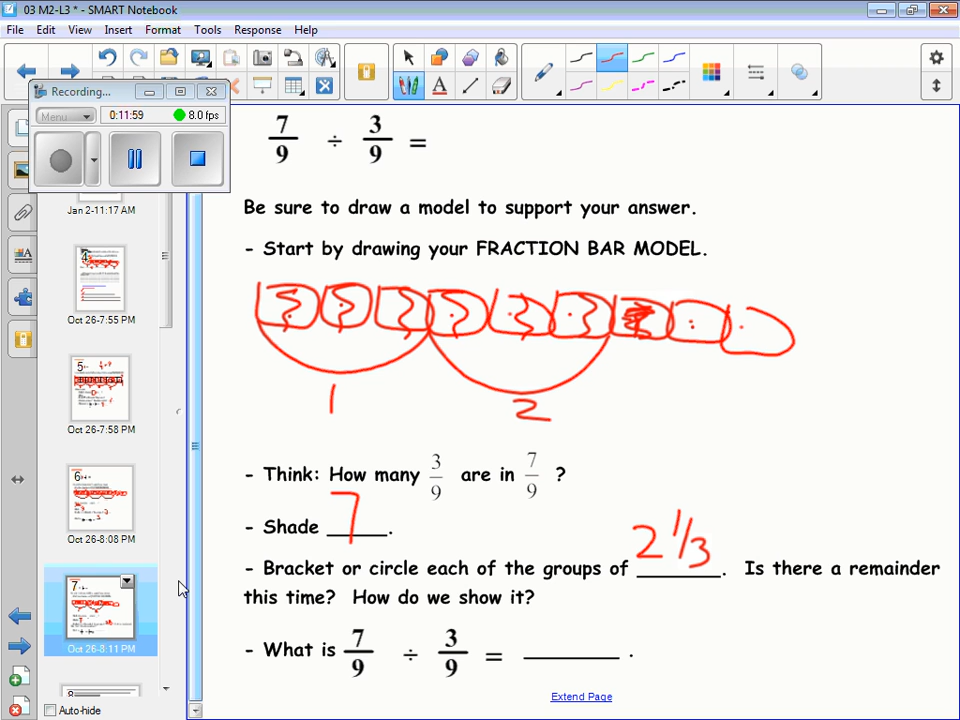 03 M2-L3 * - SMART Notebook
File Edit View Insert Format Tools Response Help
Recording...
Menu 0:11:59 8.0 fps
Jan 2-11:17 AM
Oct 26-7:55 PM
Oct 26-7:58 PM
Oct 26-8:08 PM
Oct 26-8:11 PM
Auto-hide
7/9 ÷ 3/9 =
Be sure to draw a model to support your answer.
- Start by drawing your FRACTION BAR MODEL.
1 2
- Think: How many 3/9 are in 7/9 ?
- Shade 7.
- Bracket or circle each of the groups of 2 1/3. Is there a remainder
this time? How do we show it?
- What is 7/9 ÷ 3/9 = ________ .
Extend Page